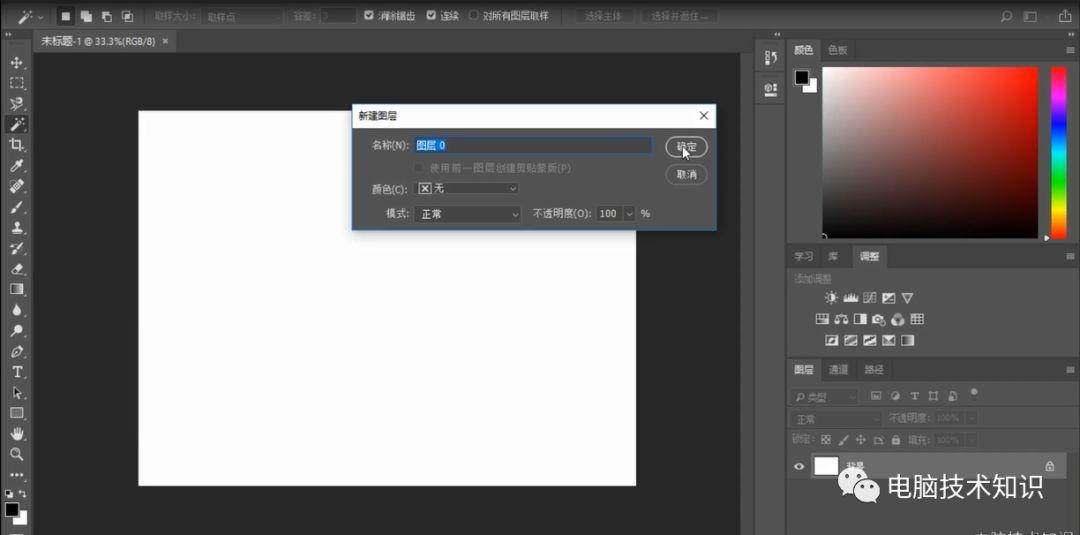 取样大小: 取样点 容差: 3 消除锯齿 连续 对所有图层取样 选择主体 选择并遮住 ...
未标题-1 @ 33.3%(RGB/8) ×
颜色 色板
新建图层
名称(N): 图层 0 确定
使用前一图层创建剪贴蒙版(P)
取消
颜色(C): 无
模式: 正常 不透明度(O): 100 %
学习 库 调整
添加调整
图层 通道 路径
类型
正常 不透明度: 100%
锁定: 填充: 100%
背景
电脑技术知识